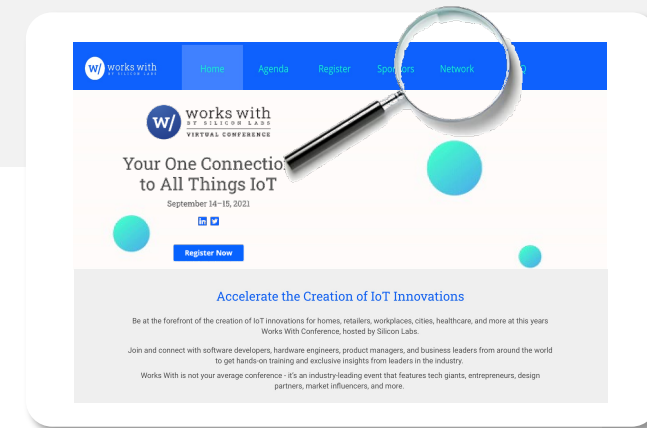 w/ works with
BY SILICON LABS
Home Agenda Register Sponsors Network Q
w/ works with
BY SILICON LABS
VIRTUAL CONFERENCE
Your One Connection
to All Things IoT
September 14–15, 2021
in
Register Now
Accelerate the Creation of IoT Innovations
Be at the forefront of the creation of IoT innovations for homes, retailers, workplaces, cities, healthcare, and more at this years
Works With Conference, hosted by Silicon Labs.
Join and connect with software developers, hardware engineers, product managers, and business leaders from around the world
to get hands-on training and exclusive insights from leaders in the industry.
Works With is not your average conference - it's an industry-leading event that features tech giants, entrepreneurs, design
partners, market influencers, and more.